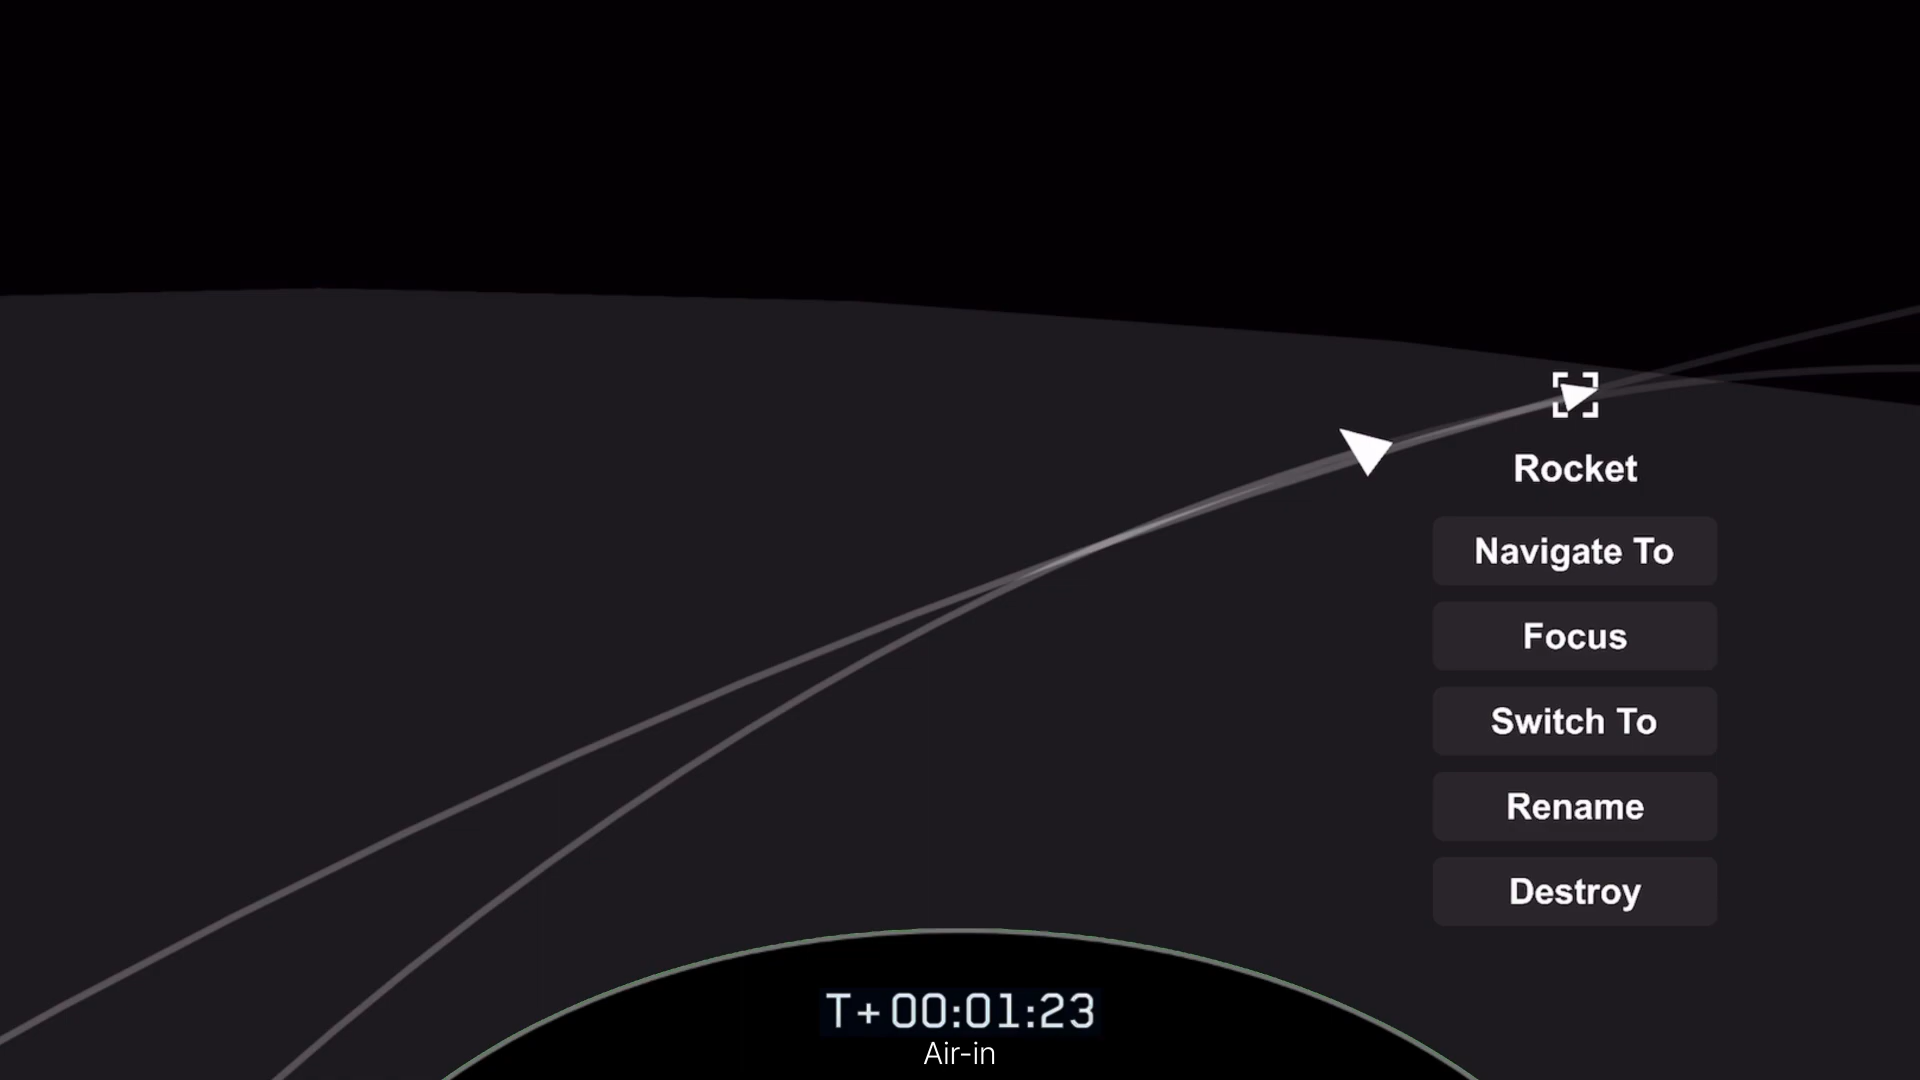 Rocket
Navigate To
Focus
Switch To
Rename
Destroy
T+00:01:23
Air-in